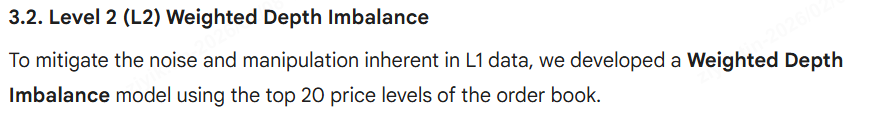 3.2. Level 2 (L2) Weighted Depth Imbalance
To mitigate the noise and manipulation inherent in L1 data, we developed a Weighted Depth
Imbalance model using the top 20 price levels of the order book.